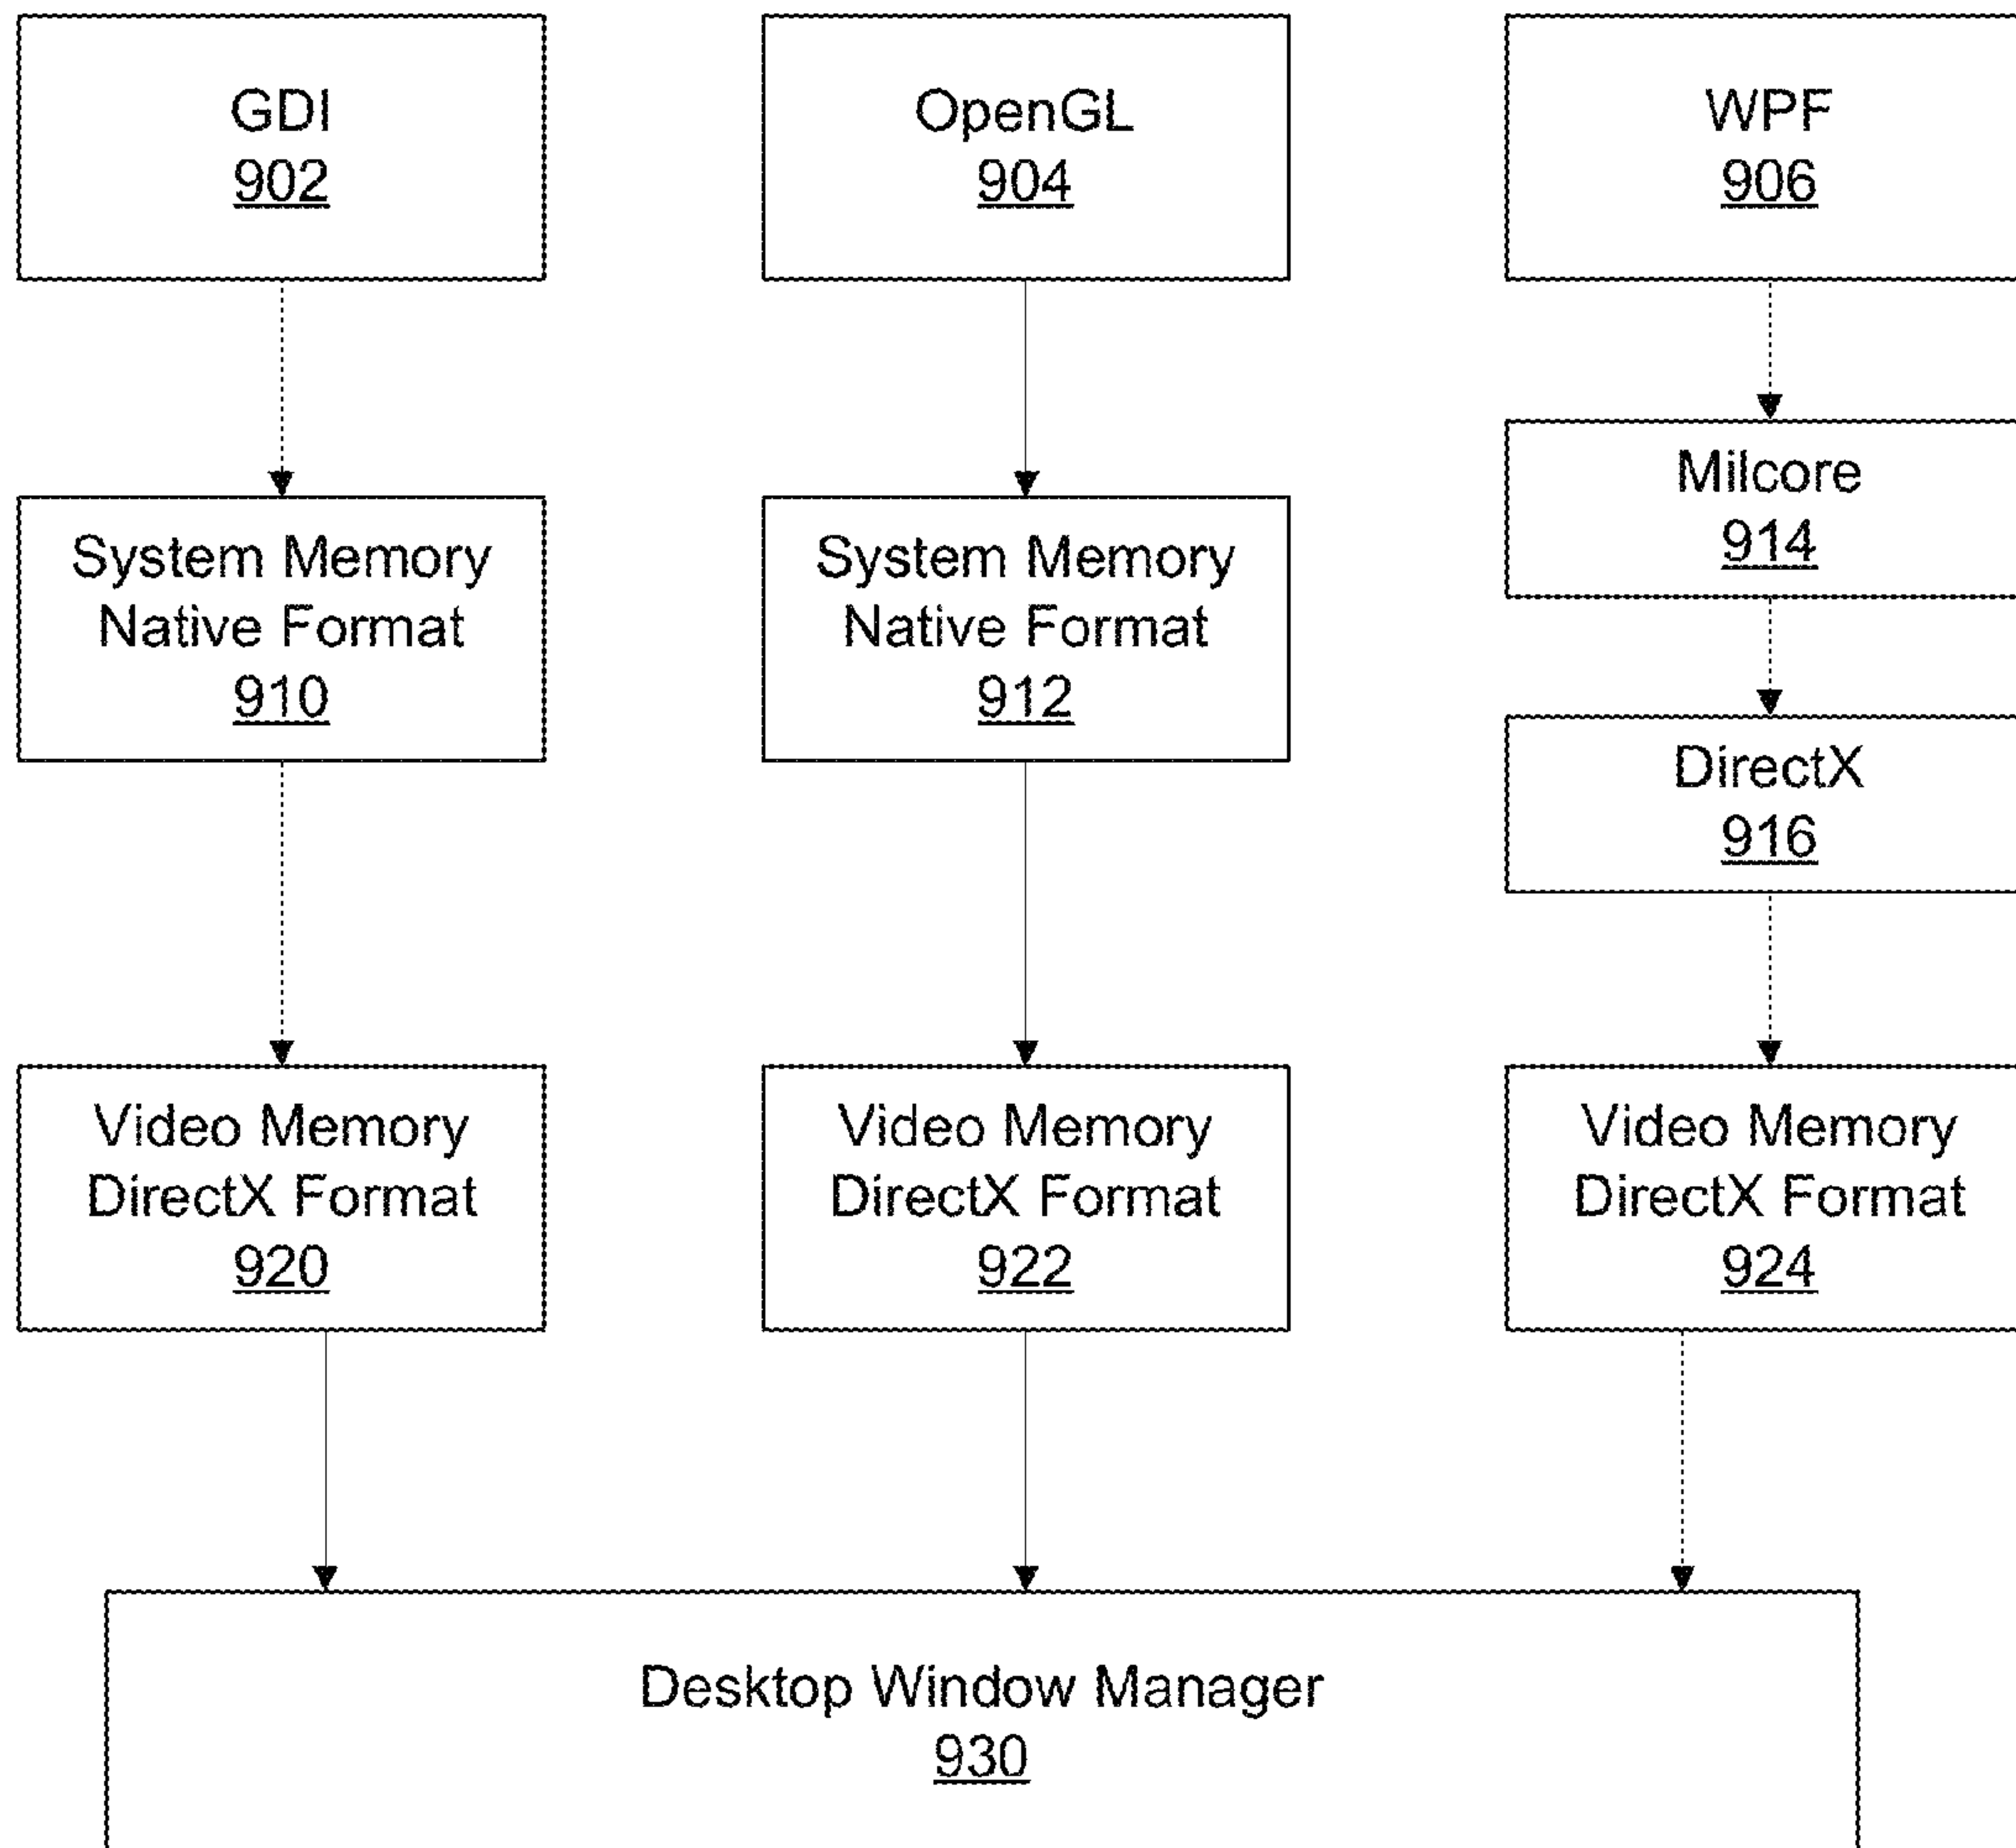 GDI
902
OpenGL
904
WPF
906
System Memory
Native Format
910
System Memory
Native Format
912
Milcore
914
DirectX
916
Video Memory
DirectX Format
920
Video Memory
DirectX Format
922
Video Memory
DirectX Format
924
Desktop Window Manager
930